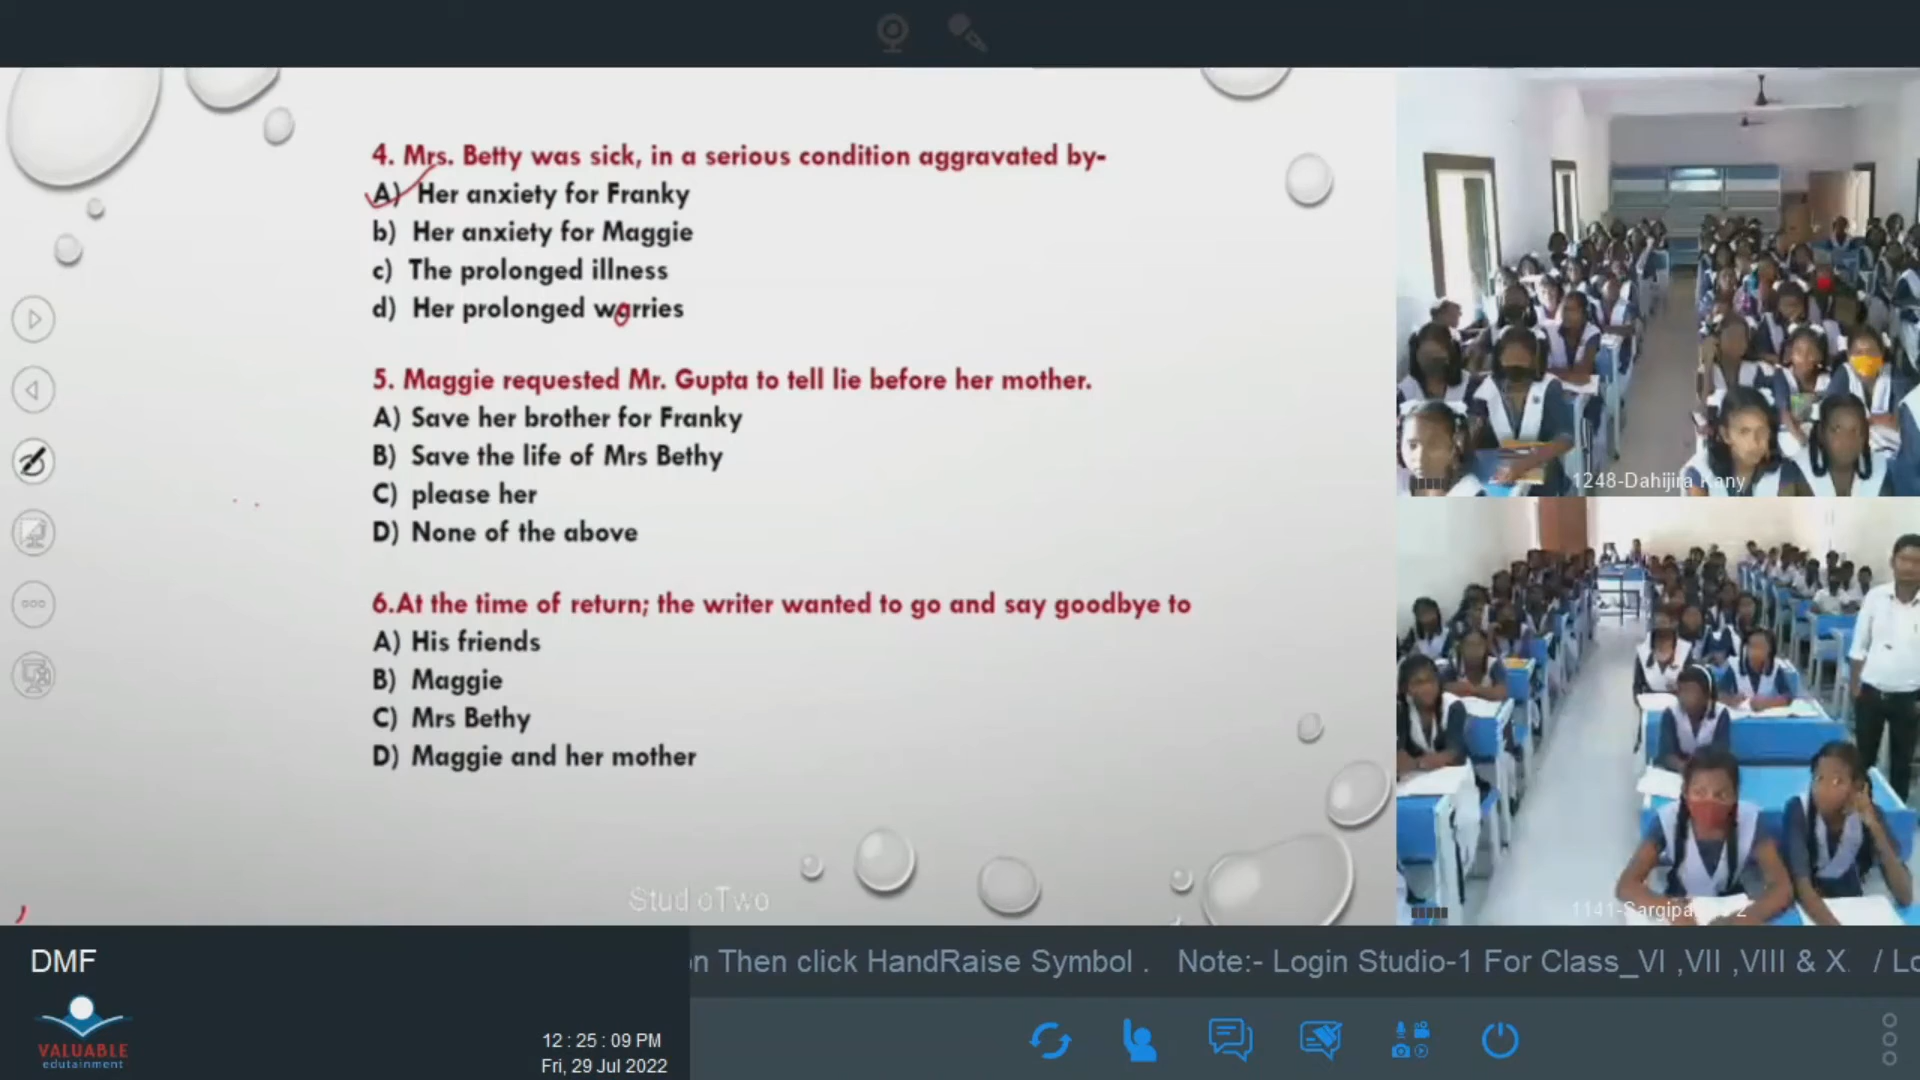 4. Mrs. Betty was sick, in a serious condition aggravated by-
A) Her anxiety for Franky
b) Her anxiety for Maggie
c) The prolonged illness
d) Her prolonged worries
5. Maggie requested Mr. Gupta to tell lie before her mother.
A) Save her brother for Franky
B) Save the life of Mrs Bethy
C) please her
D) None of the above
6.At the time of return; the writer wanted to go and say goodbye to
A) His friends
B) Maggie
C) Mrs Bethy
D) Maggie and her mother
StudioTwo
1248-Dahijira Kany
DMF
on Then click HandRaise Symbol . Note:- Login Studio-1 For Class_VI ,VII ,VIII & X. / Lo
VALUABLE
edutainment
12 : 25 : 09 PM
Fri, 29 Jul 2022